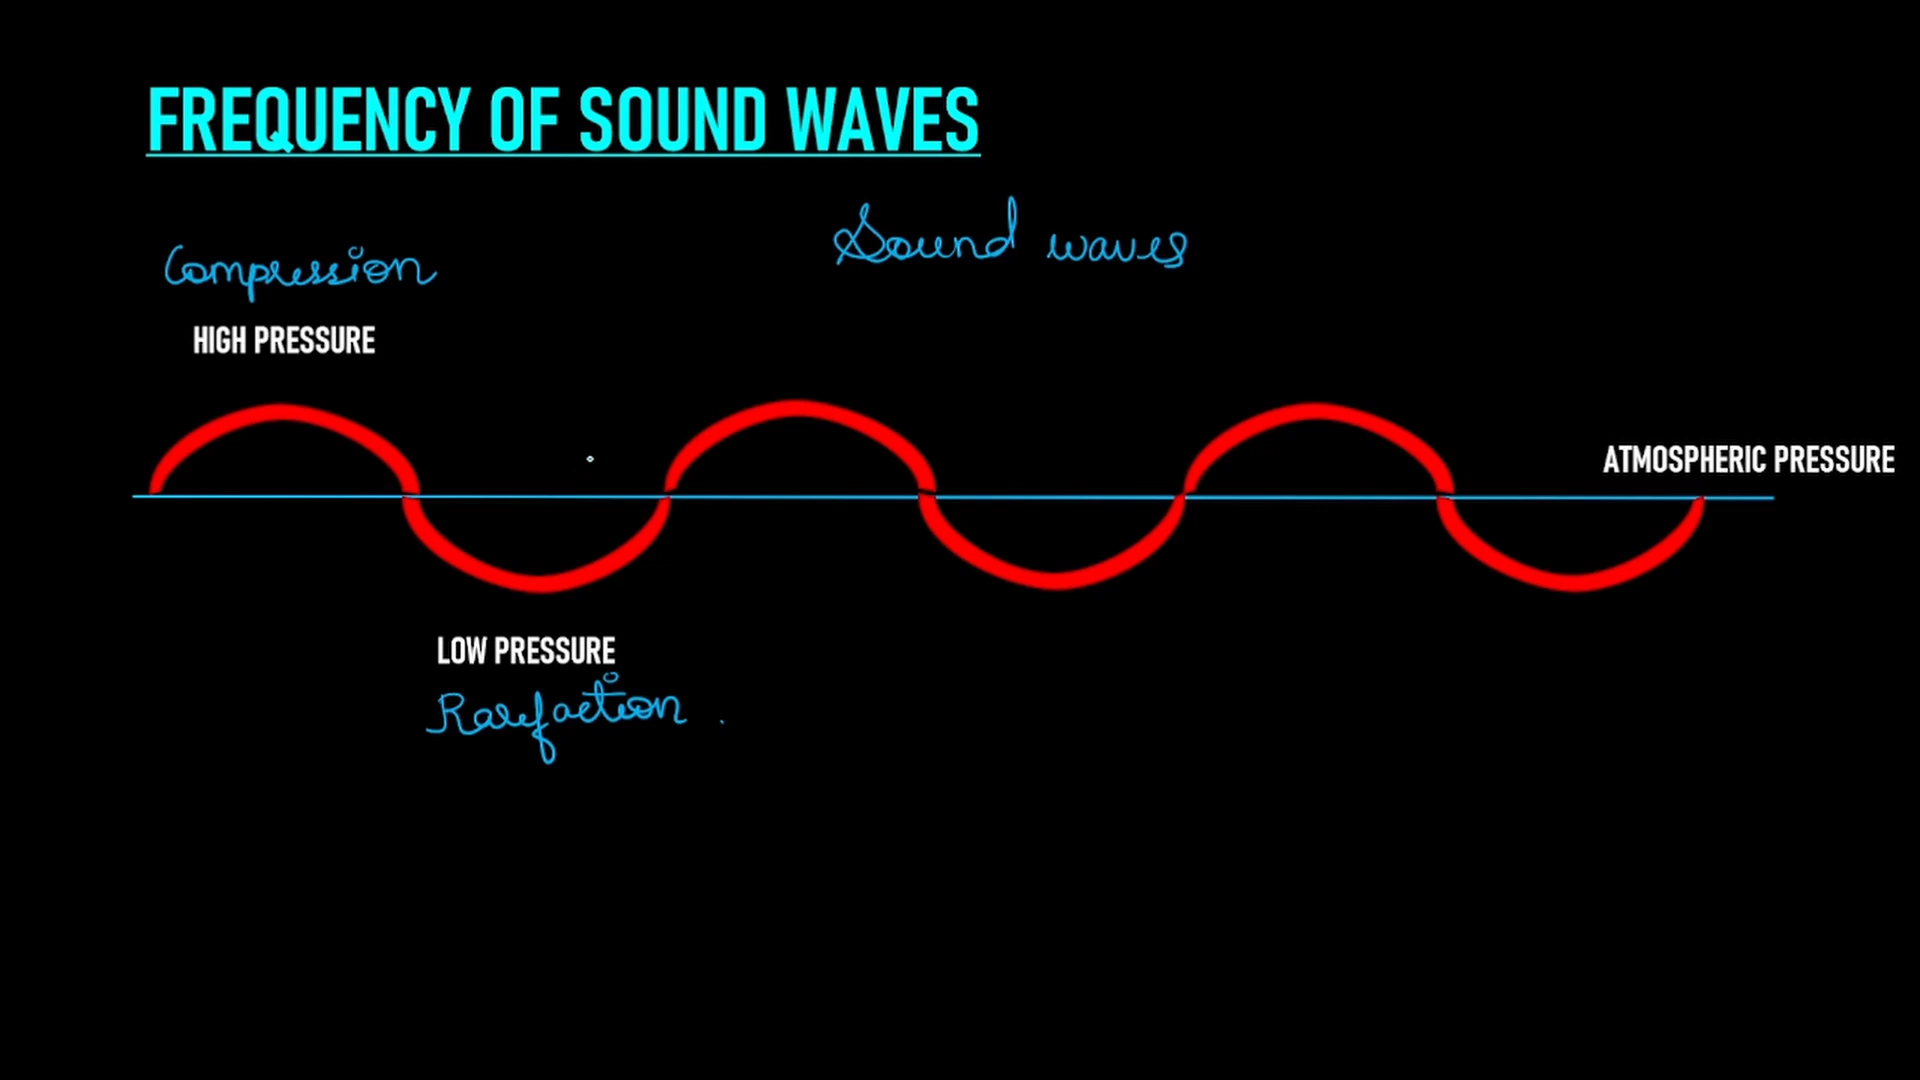 FREQUENCY OF SOUND WAVES
Sound waves
Compression
HIGH PRESSURE
ATMOSPHERIC PRESSURE
LOW PRESSURE
Rarefaction .